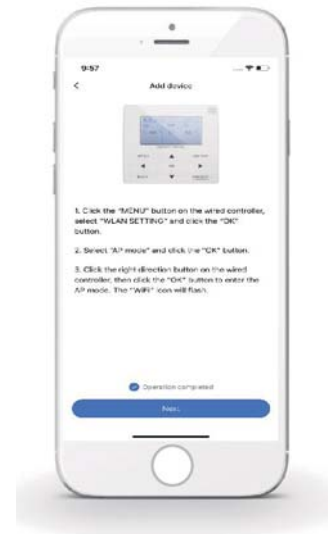 9:57
Add device
1. Click the "MENU" button on the wired controller,
select "WLAN SETTING" and click the "OK"
button.
2. Select "AP mode" and click the "OK" button.
3. Click the right direction button on the wired
controller, then click the "OK" button to enter the
AP mode. The "WiFi" icon will flash.
Operation completed
Next